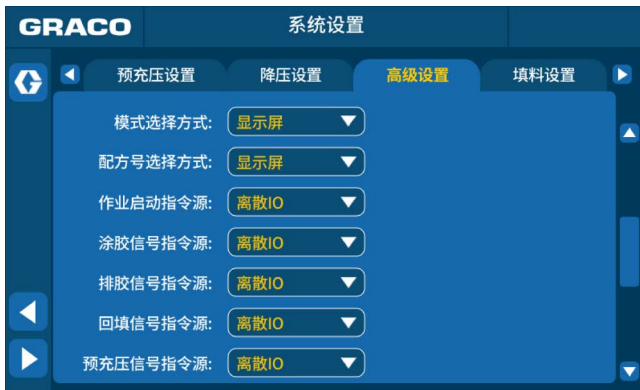 GRACO
系统设置
预充压设置 降压设置 高级设置 填料设置
模式选择方式: 显示屏
配方号选择方式: 显示屏
作业启动指令源: 离散IO
涂胶信号指令源: 离散IO
排胶信号指令源: 离散IO
回填信号指令源: 离散IO
预充压信号指令源: 离散IO